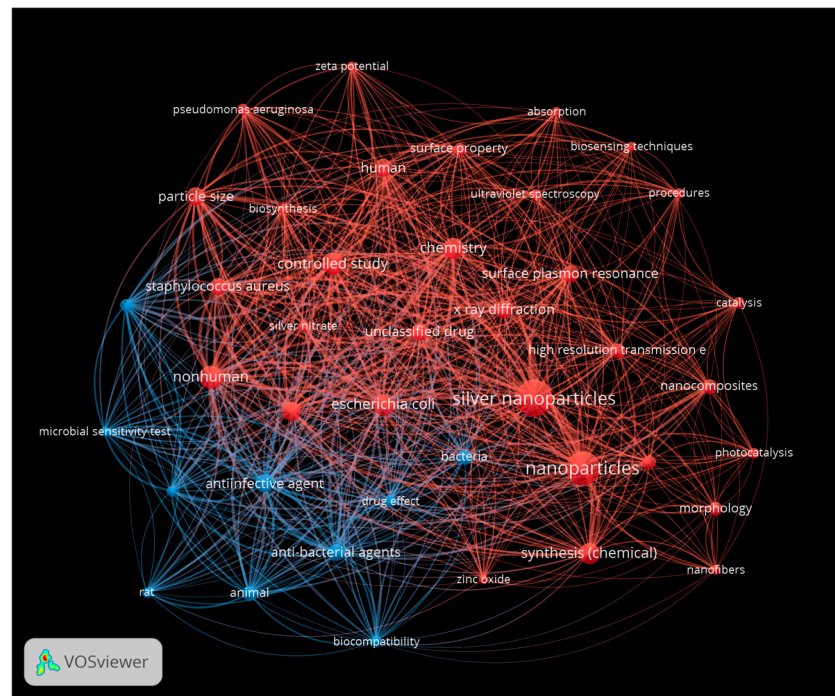 zeta potential
pseudomonas aeruginosa
absorption
surface property
biosensing techniques
human
particle size
ultraviolet spectroscopy
procedures
biosynthesis
chemistry
controlled study
surface plasmon resonance
staphylococcus aureus
catalysis
x ray diffraction
silver nitrate
unclassified drug
high resolution transmission e
nonhuman
nanocomposites
silver nanoparticles
escherichia coli
microbial sensitivity test
bacteria
photocatalysis
nanoparticles
antiinfective agent
drug effect
morphology
anti-bacterial agents
synthesis (chemical)
nanofibers
zinc oxide
rat
animal
biocompatibility
VOSviewer